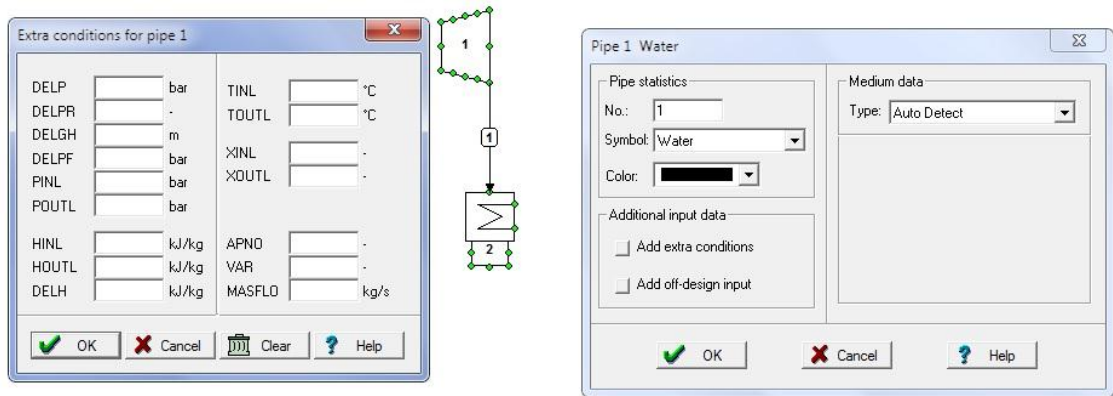 Extra conditions for pipe 1
DELP bar
DELPR -
DELGH m
DELPF bar
PINL bar
POUTL bar
HINL kJ/kg
HOUTL kJ/kg
DELH kJ/kg
TINL °C
TOUTL °C
XINL -
XOUTL -
APNO -
VAR -
MASFLO kg/s
OK Cancel Clear Help
1
1
2
Pipe 1 Water
Pipe statistics
No.: 1
Symbol: Water
Color:
Additional input data
Add extra conditions
Add off-design input
Medium data
Type: Auto Detect
OK Cancel Help